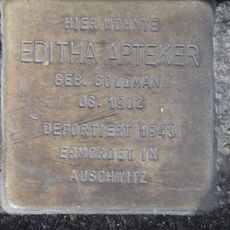 HIER WOHNTE
EDITHA APTEKER
GEB. GOLDMANN
JG. 1902
DEPORTIERT 1943
ERMORDET IN
AUSCHWITZ